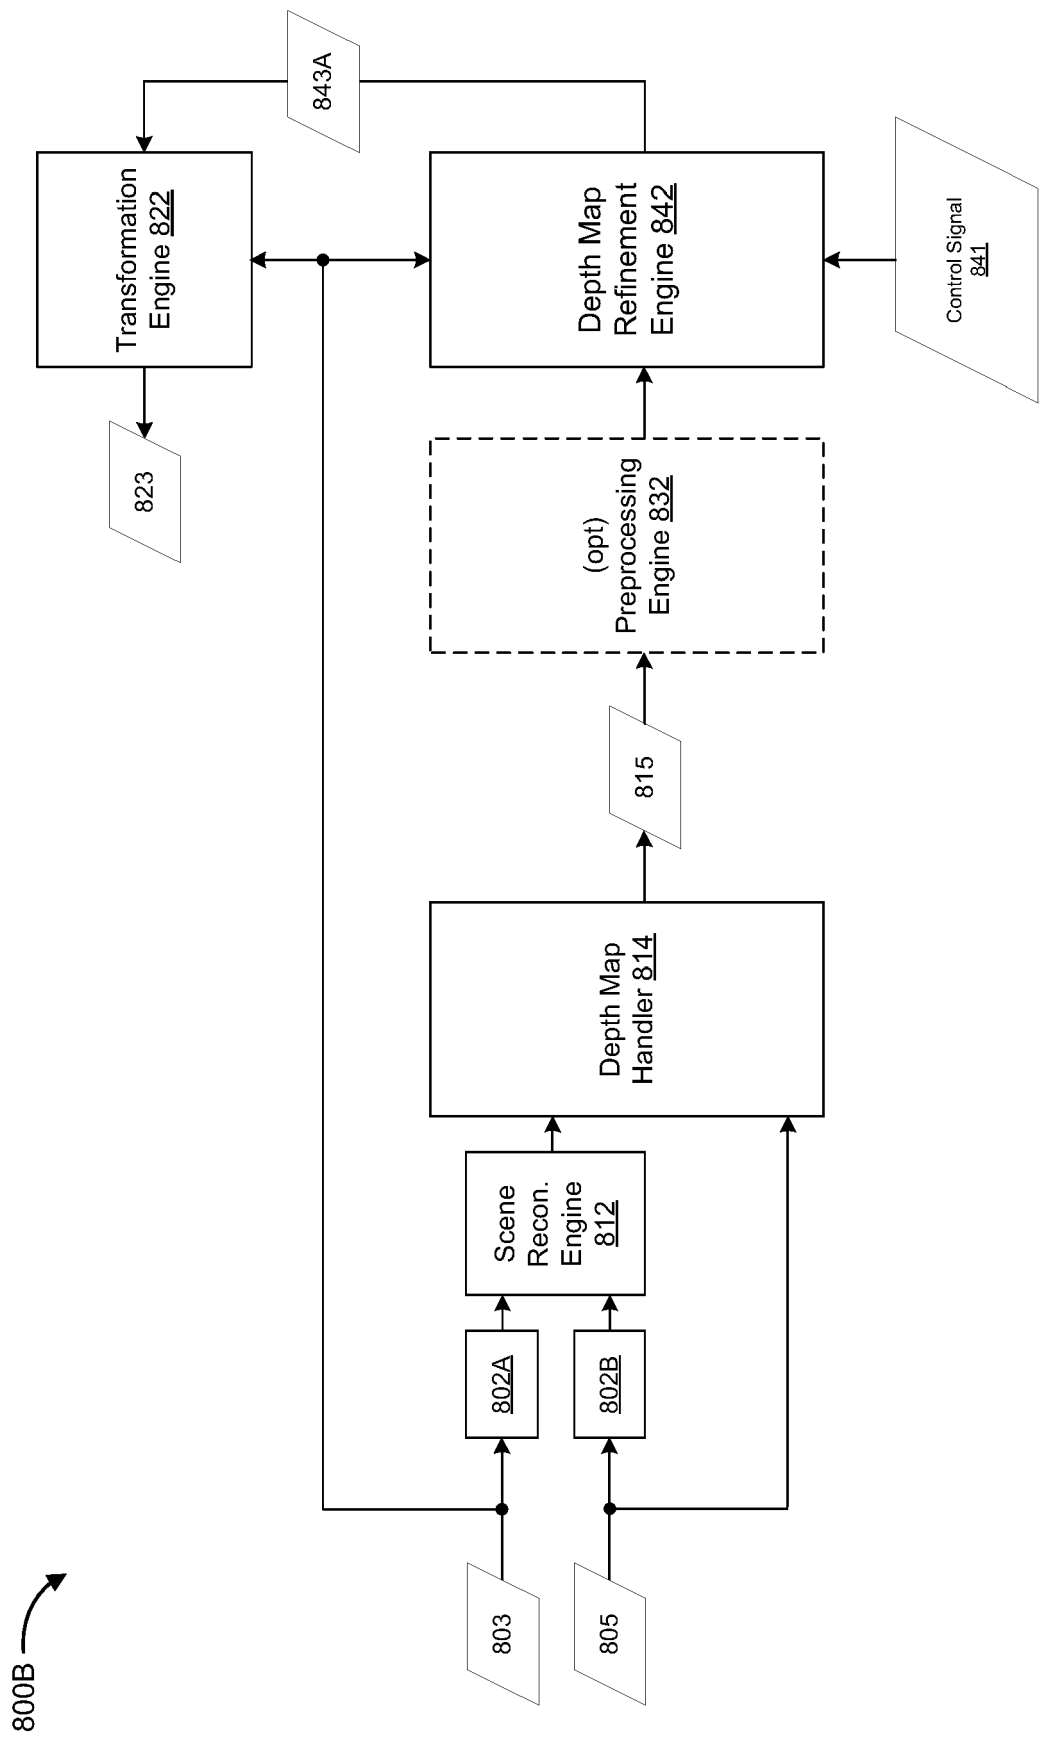 800B
803
805
802A
802B
Scene
Recon.
Engine
812
Depth Map
Handler 814
815
(opt)
Preprocessing
Engine 832
Depth Map
Refinement
Engine 842
Control Signal
841
843A
Transformation
Engine 822
823